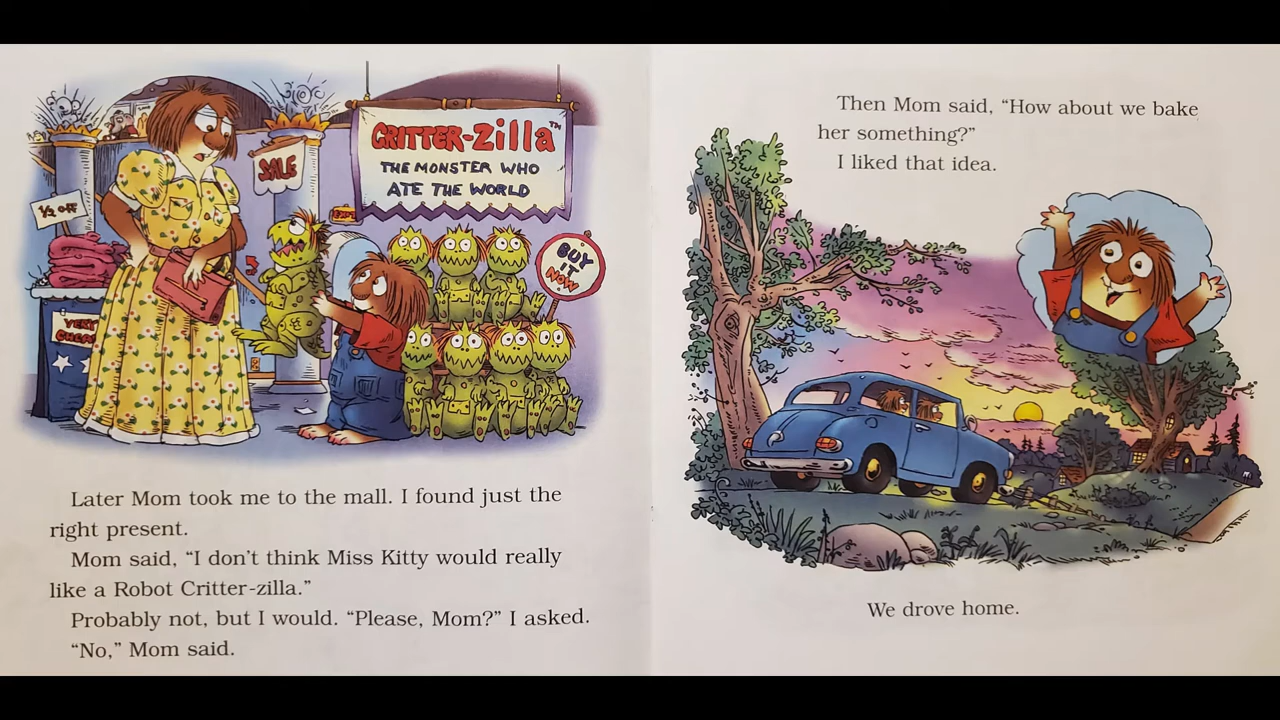 CRITTER-ZILLA™
THE MONSTER WHO
ATE THE WORLD
SALE
1/2 OFF
BUY
IT
NOW
VERY
Later Mom took me to the mall. I found just the
right present.
Mom said, “I don’t think Miss Kitty would really
like a Robot Critter-zilla.”
Probably not, but I would. “Please, Mom?” I asked.
“No,” Mom said.
Then Mom said, “How about we bake
her something?”
I liked that idea.
We drove home.